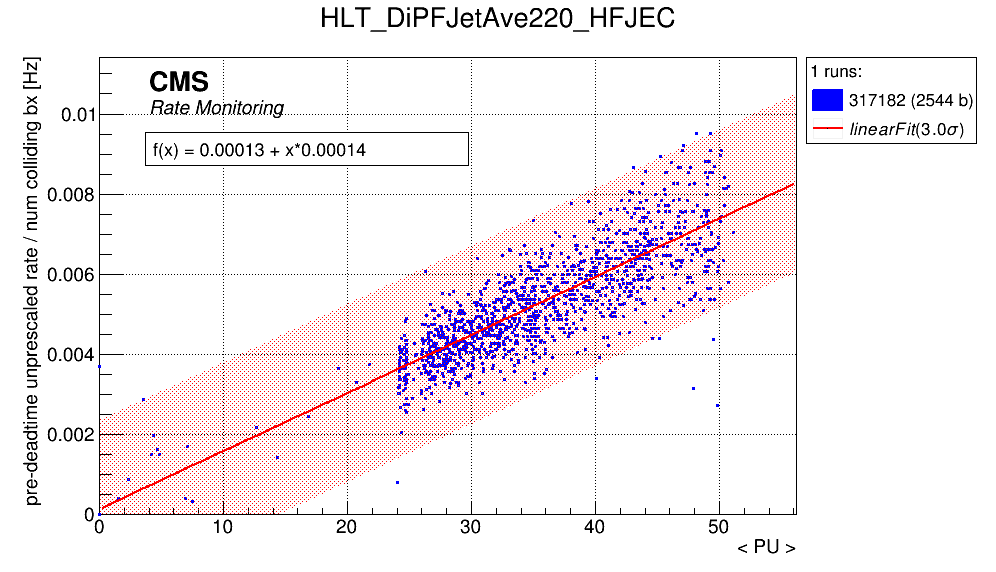 HLT_DiPFJetAve220_HFJEC
pre-deadtime unprescaled rate / num colliding bx [Hz]
CMS
Rate Monitoring
f(x) = 0.00013 + x*0.00014
0.01
0.008
0.006
0.004
0.002
0
0 10 20 30 40 50
< PU >
1 runs:
317182 (2544 b)
linearFit(3.0σ)